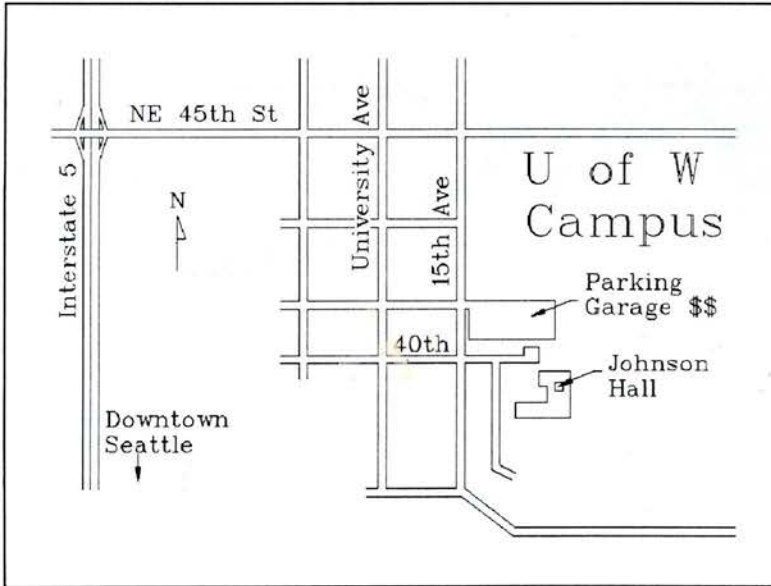 NE 45th St
University Ave
15th Ave
Interstate 5
N
U of W
Campus
Parking
Garage $$
40th
Johnson
Hall
Downtown
Seattle